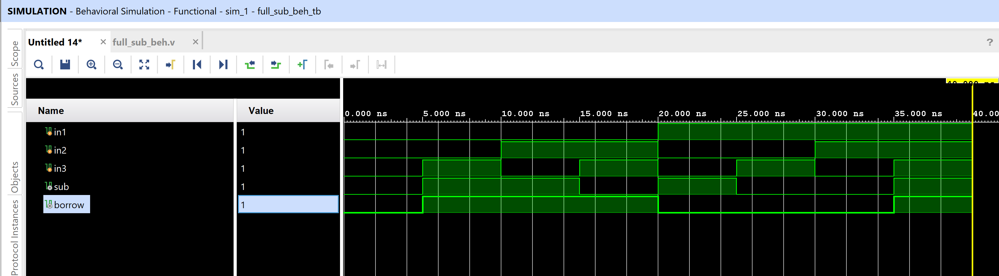 SIMULATION - Behavioral Simulation - Functional - sim_1 - full_sub_beh_tb
Untitled 14*
full_sub_beh.v
?
Scope
Sources
Objects
Protocol Instances
Name
Value
0.000 ns
5.000 ns
10.000 ns
15.000 ns
20.000 ns
25.000 ns
30.000 ns
35.000 ns
40.00
in1 1
in2 1
in3 1
sub 1
borrow 1